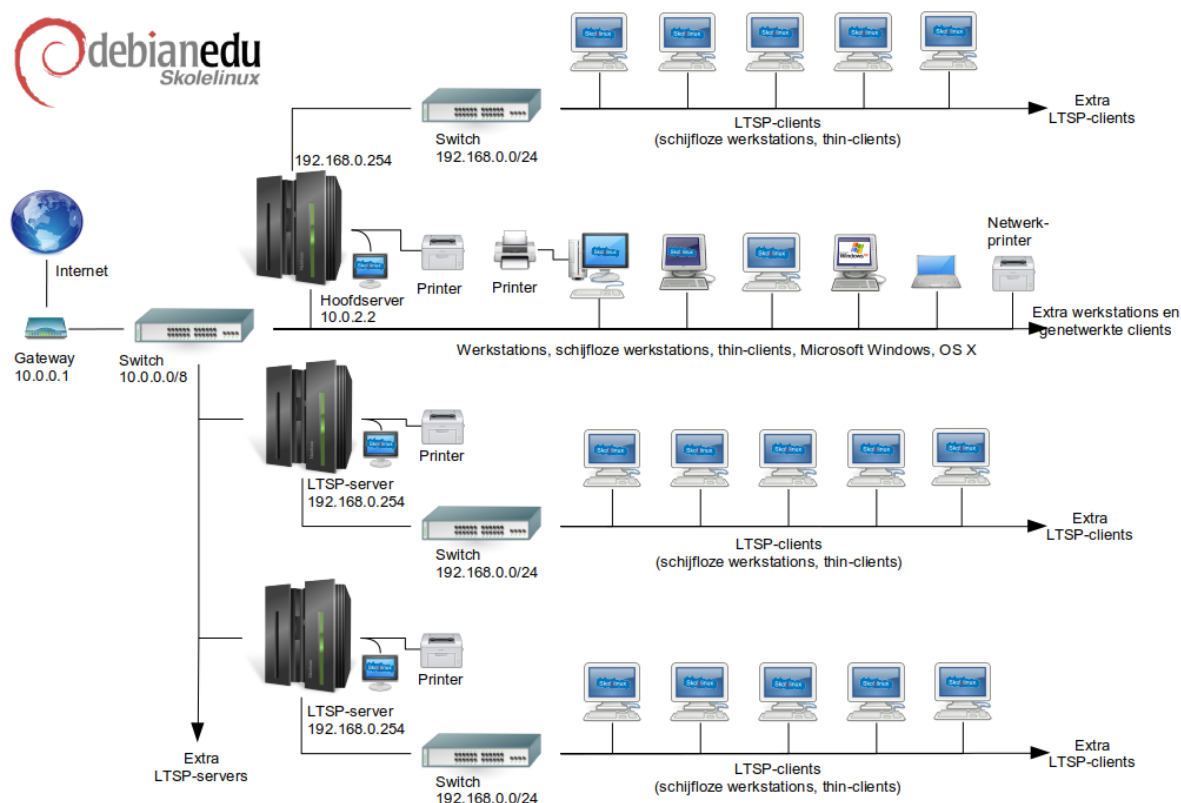 debianedu
Skolelinux
Extra
LTSP-clients
LTSP-clients
(schijfloze werkstations, thin-clients)
Switch
192.168.0.0/24
192.168.0.254
Internet
Hoofdserver
10.0.2.2
Printer
Printer
Netwerk-
printer
Windows
Extra werkstations en
genetwerkte clients
Gateway
10.0.0.1
Switch
10.0.0.0/8
Werkstations, schijfloze werkstations, thin-clients, Microsoft Windows, OS X
Printer
LTSP-server
192.168.0.254
Switch
192.168.0.0/24
LTSP-clients
(schijfloze werkstations, thin-clients)
Extra
LTSP-clients
Printer
LTSP-server
192.168.0.254
Switch
192.168.0.0/24
LTSP-clients
(schijfloze werkstations, thin-clients)
Extra
LTSP-clients
Extra
LTSP-servers